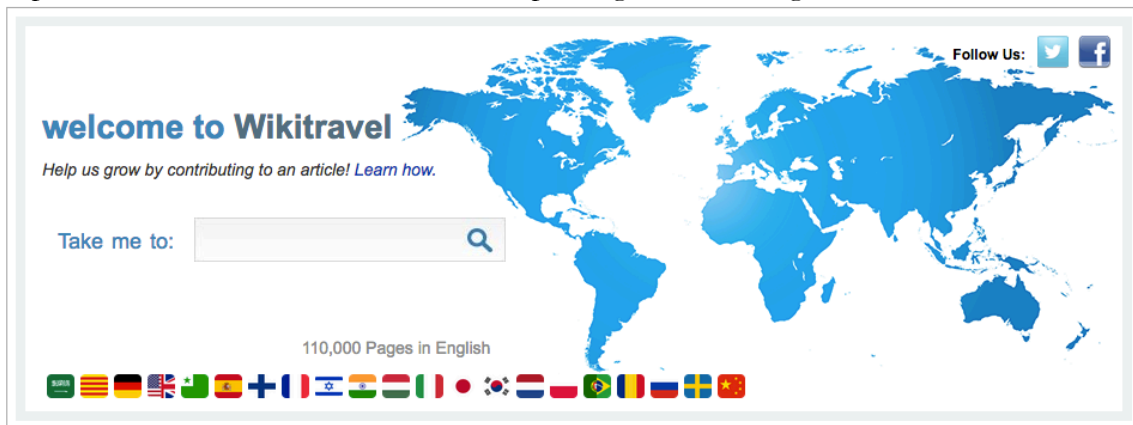 Follow Us:
welcome to Wikitravel
Help us grow by contributing to an article! Learn how.
Take me to:
110,000 Pages in English